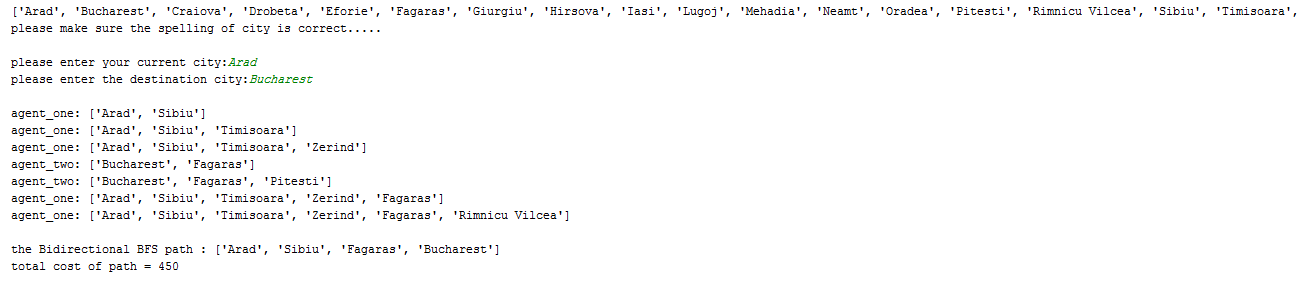 ['Arad', 'Bucharest', 'Craiova', 'Drobeta', 'Eforie', 'Fagaras', 'Giurgiu', 'Hirsova', 'Iasi', 'Lugoj', 'Mehadia', 'Neamt', 'Oradea', 'Pitesti', 'Rimnicu Vilcea', 'Sibiu', 'Timisoara',
please make sure the spelling of city is correct.....
please enter your current city:Arad
please enter the destination city:Bucharest
agent_one: ['Arad', 'Sibiu']
agent_one: ['Arad', 'Sibiu', 'Timisoara']
agent_one: ['Arad', 'Sibiu', 'Timisoara', 'Zerind']
agent_two: ['Bucharest', 'Fagaras']
agent_two: ['Bucharest', 'Fagaras', 'Pitesti']
agent_one: ['Arad', 'Sibiu', 'Timisoara', 'Zerind', 'Fagaras']
agent_one: ['Arad', 'Sibiu', 'Timisoara', 'Zerind', 'Fagaras', 'Rimnicu Vilcea']
the Bidirectional BFS path : ['Arad', 'Sibiu', 'Fagaras', 'Bucharest']
total cost of path = 450